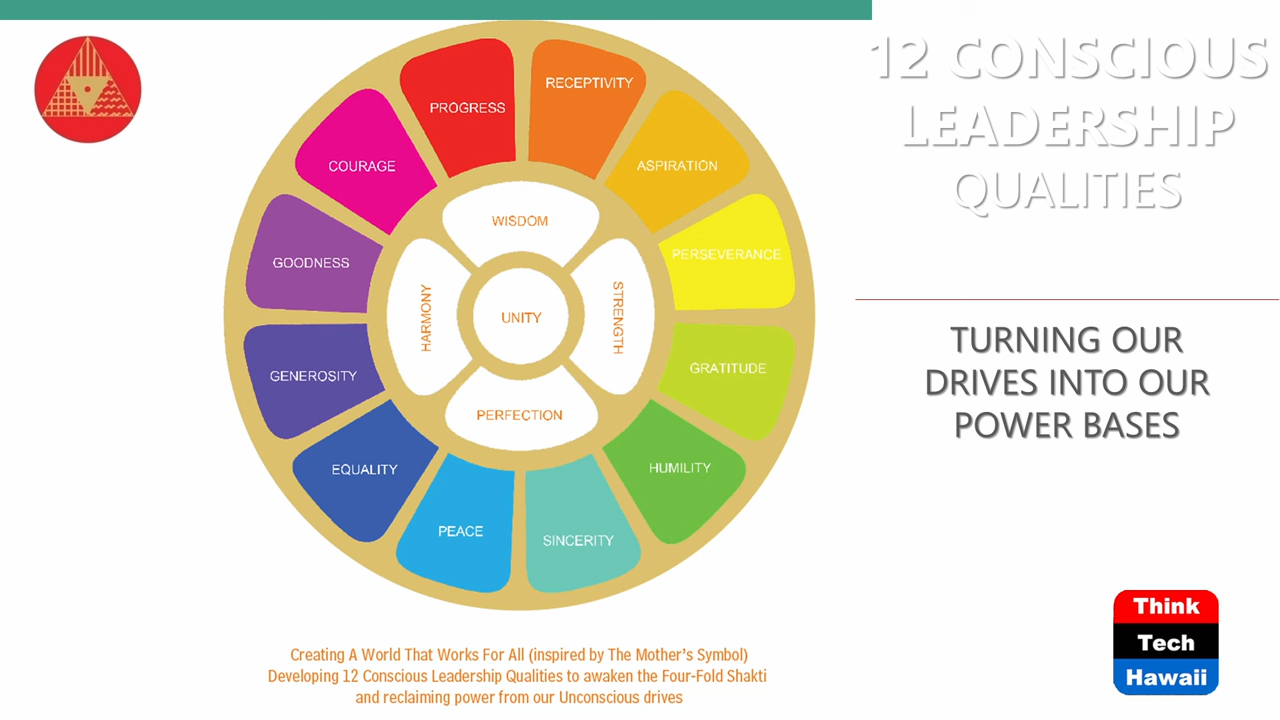 12 CONSCIOUS
LEADERSHIP
QUALITIES
TURNING OUR
DRIVES INTO OUR
POWER BASES
PROGRESS
RECEPTIVITY
ASPIRATION
PERSEVERANCE
GRATITUDE
HUMILITY
SINCERITY
PEACE
EQUALITY
GENEROSITY
GOODNESS
COURAGE
WISDOM
STRENGTH
PERFECTION
HARMONY
UNITY
Creating A World That Works For All (inspired by The Mother's Symbol)
Developing 12 Conscious Leadership Qualities to awaken the Four-Fold Shakti
and reclaiming power from our Unconscious drives
Think
Tech
Hawaii